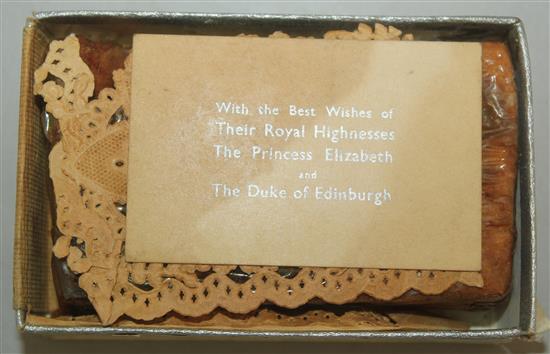 With the Best Wishes of
Their Royal Highnesses
The Princess Elizabeth
and
The Duke of Edinburgh